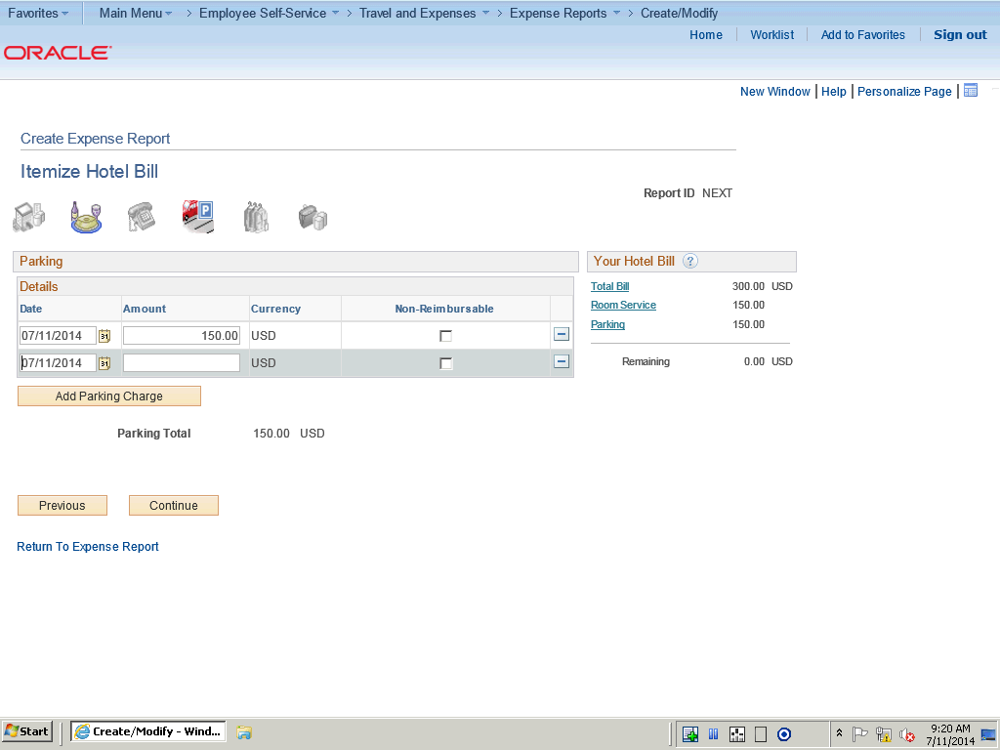 Favorites Main Menu > Employee Self-Service > Travel and Expenses > Expense Reports > Create/Modify
Home Worklist Add to Favorites Sign out
ORACLE
New Window | Help | Personalize Page |
Create Expense Report
Itemize Hotel Bill
Report ID NEXT
P
Parking
Your Hotel Bill ?
Details
Total Bill 300.00 USD
Date Amount Currency Non-Reimbursable
Room Service 150.00
Parking 150.00
07/11/2014 31 150.00 USD
07/11/2014 31 USD
Remaining 0.00 USD
Add Parking Charge
Parking Total 150.00 USD
Previous Continue
Return To Expense Report
Start Create/Modify - Wind... 9:20 AM
7/11/2014